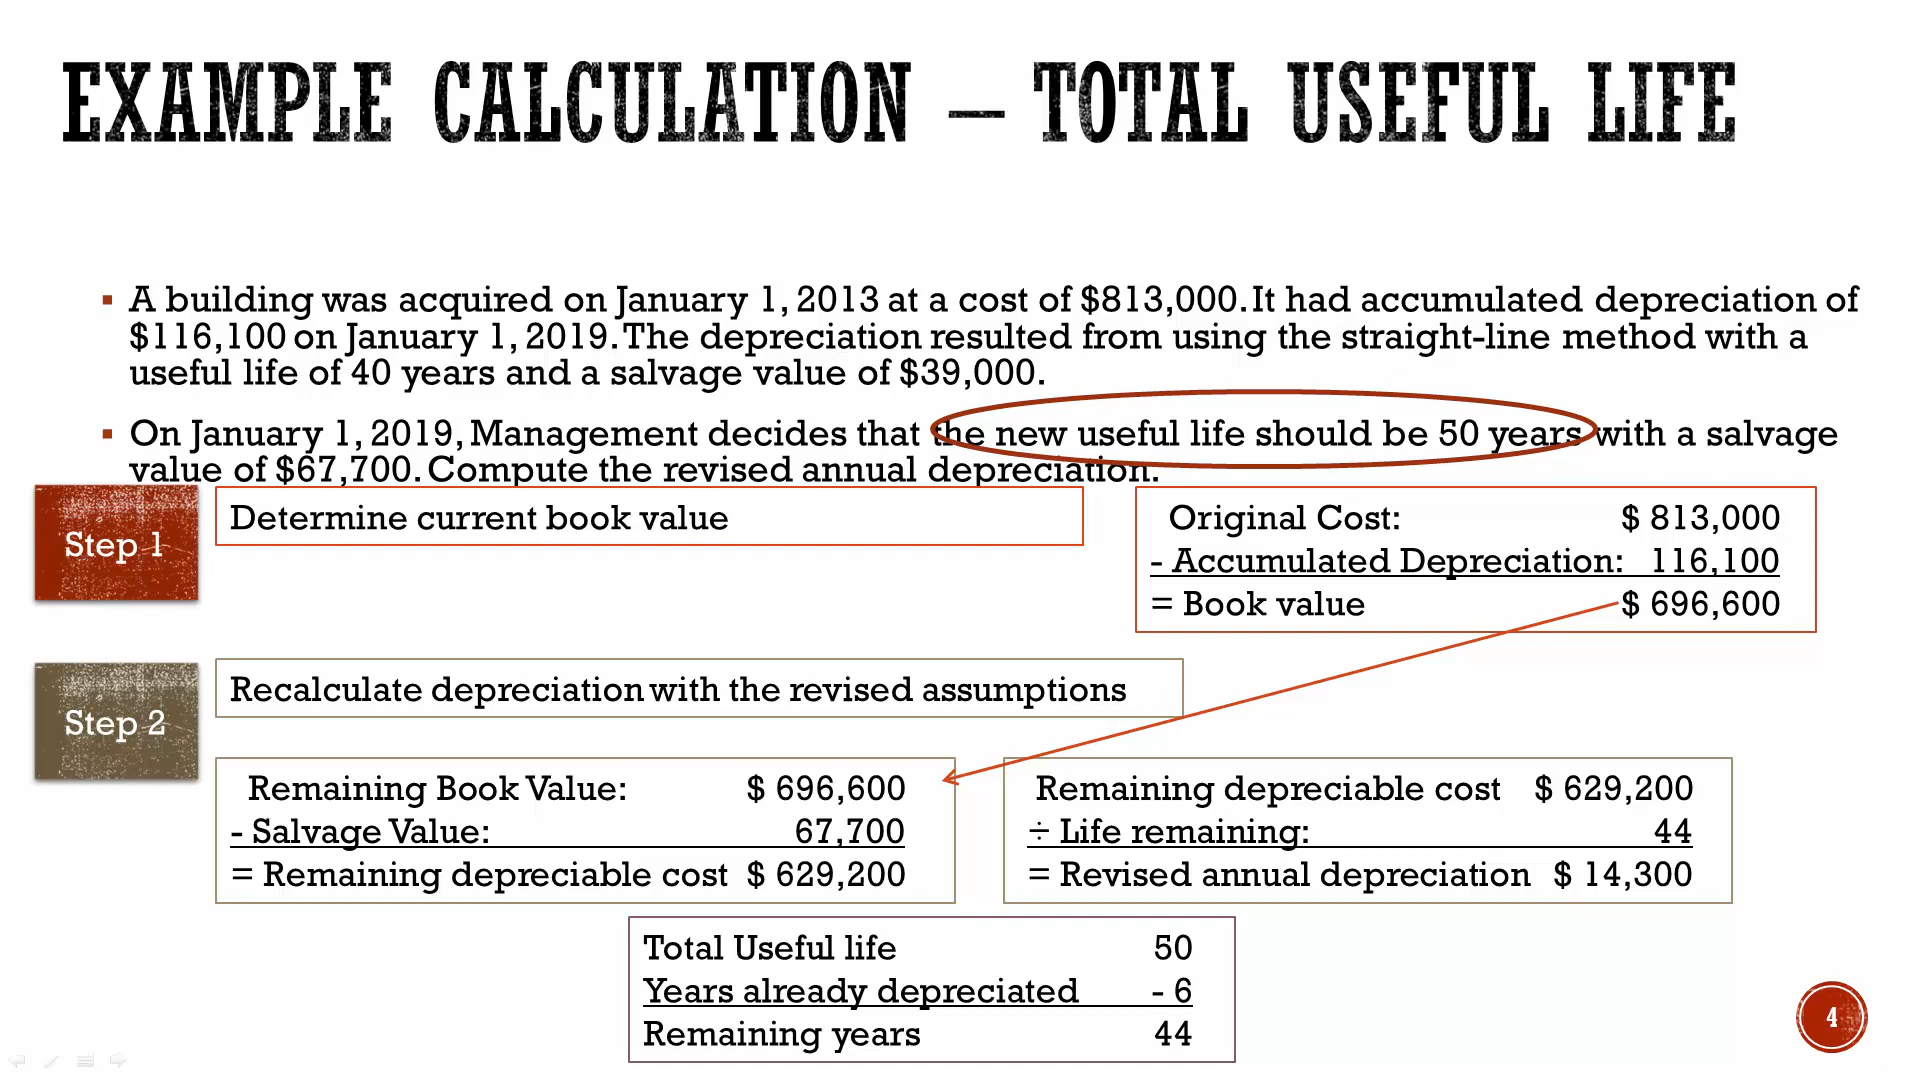 EXAMPLE CALCULATION – TOTAL USEFUL LIFE
▪ A building was acquired on January 1, 2013 at a cost of $813,000. It had accumulated depreciation of
$116,100 on January 1, 2019. The depreciation resulted from using the straight-line method with a
useful life of 40 years and a salvage value of $39,000.
▪ On January 1, 2019, Management decides that the new useful life should be 50 years with a salvage
value of $67,700. Compute the revised annual depreciation.
Step 1
Determine current book value
Original Cost: $ 813,000
- Accumulated Depreciation: 116,100
= Book value $ 696,600
Step 2
Recalculate depreciation with the revised assumptions
Remaining Book Value: $ 696,600
- Salvage Value: 67,700
= Remaining depreciable cost $ 629,200
Remaining depreciable cost $ 629,200
÷ Life remaining: 44
= Revised annual depreciation $ 14,300
Total Useful life 50
Years already depreciated - 6
Remaining years 44
4